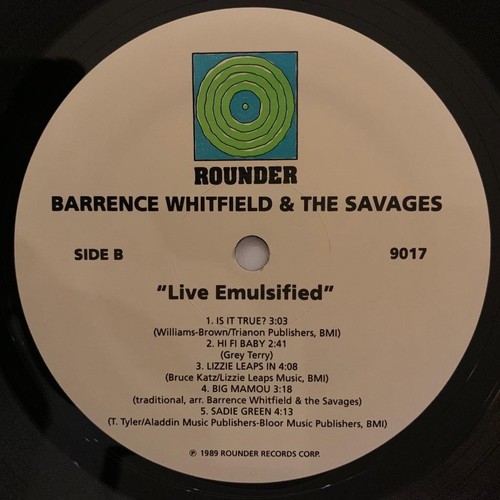 ROUNDER
BARRENCE WHITFIELD & THE SAVAGES
SIDE B 9017
"Live Emulsified"
1. IS IT TRUE? 3:03
(Williams-Brown/Trianon Publishers, BMI)
2. HI FI BABY 2:41
(Grey Terry)
3. LIZZIE LEAPS IN 4:08
(Bruce Katz/Lizzie Leaps Music, BMI)
4. BIG MAMOU 3:18
(traditional, arr. Barrence Whitfield & the Savages)
5. SADIE GREEN 4:13
(T. Tyler/Aladdin Music Publishers-Bloor Music Publishers, BMI)
℗ 1989 ROUNDER RECORDS CORP.